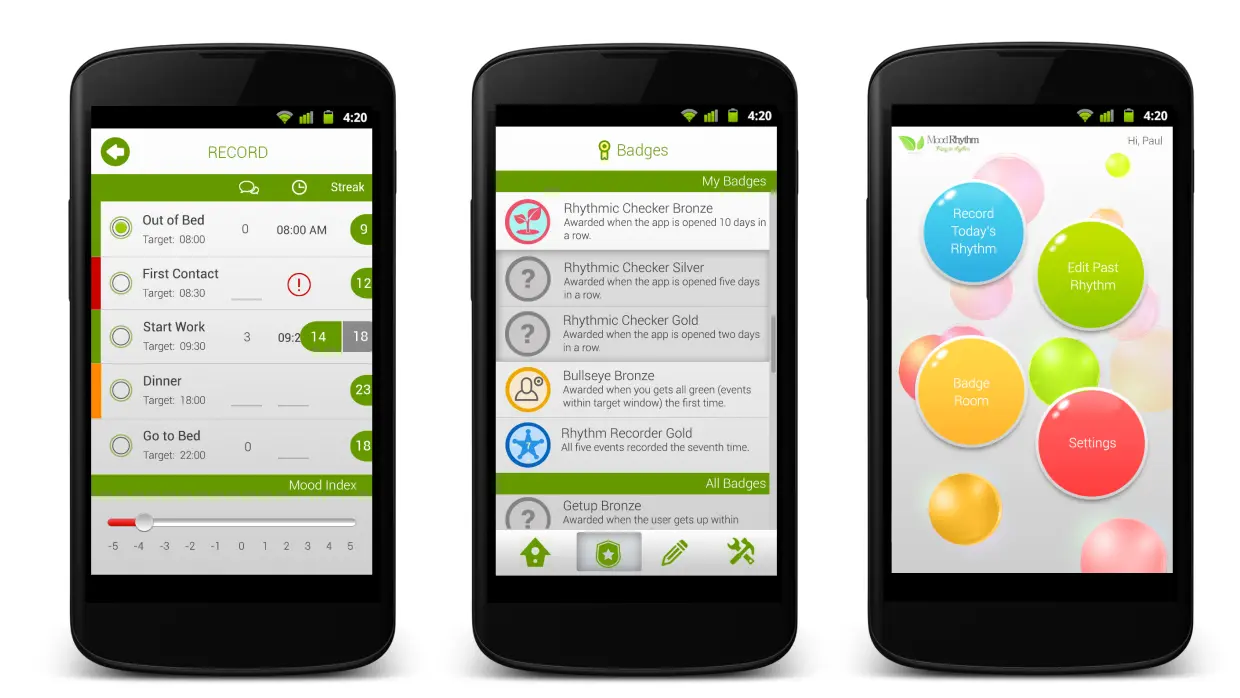 4:20
RECORD
Streak
Out of Bed
Target: 08:00
0
08:00 AM
9
First Contact
Target: 08:30
!
12
Start Work
Target: 09:30
3
09:2
14
18
Dinner
Target: 18:00
23
Go to Bed
Target: 22:00
0
18
Mood Index
-5 -4 -3 -2 -1 0 1 2 3 4 5
4:20
Badges
My Badges
Rhythmic Checker Bronze
Awarded when the app is opened 10 days in
a row.
?
Rhythmic Checker Silver
Awarded when the app is opened five days
in a row.
?
Rhythmic Checker Gold
Awarded when the app is opened two days
in a row.
Bullseye Bronze
Awarded when you gets all green (events
within target window) the first time.
7
Rhythm Recorder Gold
All five events recorded the seventh time.
All Badges
?
Getup Bronze
Awarded when the user gets up within
4:20
MoodRhythm
Hi, Paul
Record
Today's
Rhythm
Edit Past
Rhythm
Badge
Room
Settings